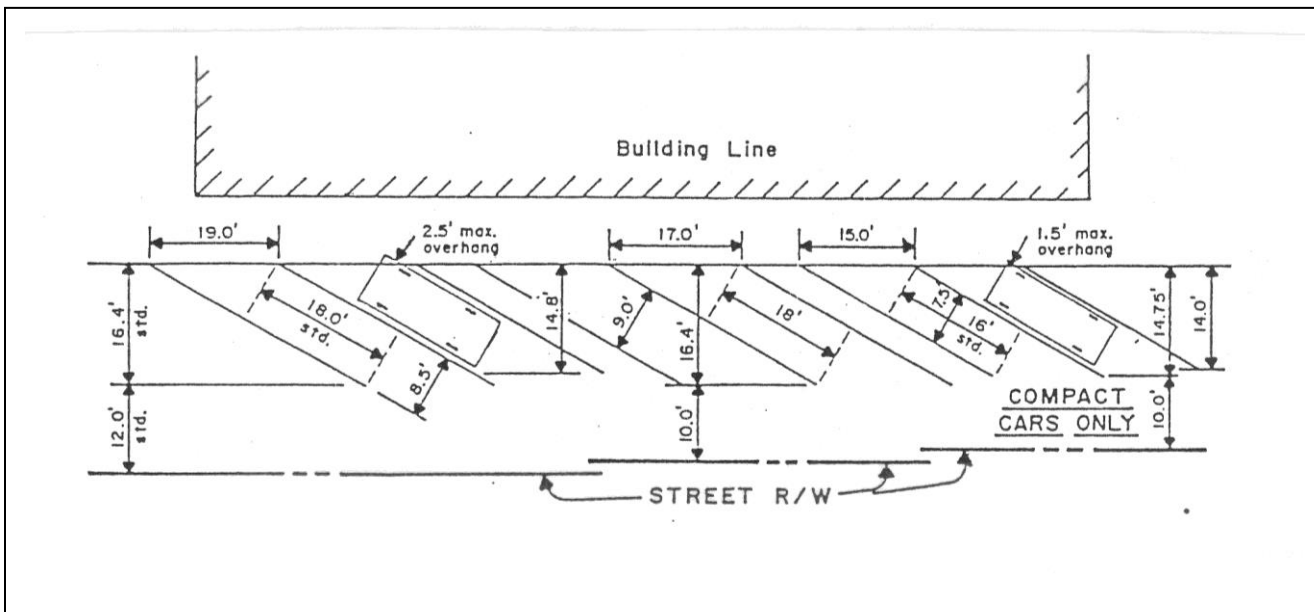 Building Line
19.0'
2.5' max.
overhang
17.0'
15.0'
1.5' max.
overhang
16.4'
std.
18.0'
std.
8.5'
14.8'
9.0'
16.4'
18'
7.5'
16'
std.
14.75'
14.0'
12.0'
std.
10.0'
COMPACT
CARS ONLY
10.0'
STREET R/W